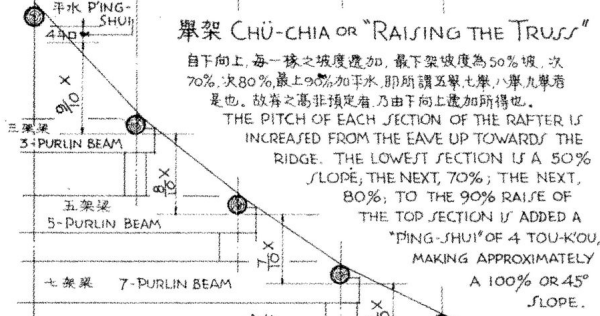 平水 P'ING-
SHUI
4斗口
舉架 CHÜ-CHIA OR "RAISING THE TRUSS"
自下向上，每一椽之坡度遞加，最下架坡度為50%坡，次
70%，次80%，最上90%加平水，即所謂五舉，七舉，八舉，九舉者
是也。故脊之高非預定者，乃由下向上遞加所得也。
THE PITCH OF EACH SECTION OF THE RAFTER IS
INCREASED FROM THE EAVE UP TOWARDS THE
RIDGE. THE LOWEST SECTION IS A 50%
SLOPE; THE NEXT, 70%; THE NEXT,
80%; TO THE 90% RAISE OF
THE TOP SECTION IS ADDED A
"P'ING-SHUI" OF 4 TOU-K'OU,
MAKING APPROXIMATELY
A 100% OR 45°
SLOPE.
9/10 X
三架梁
3-PURLIN BEAM
8/10 X
五架梁
5-PURLIN BEAM
7/10 X
七架梁 7-PURLIN BEAM
X